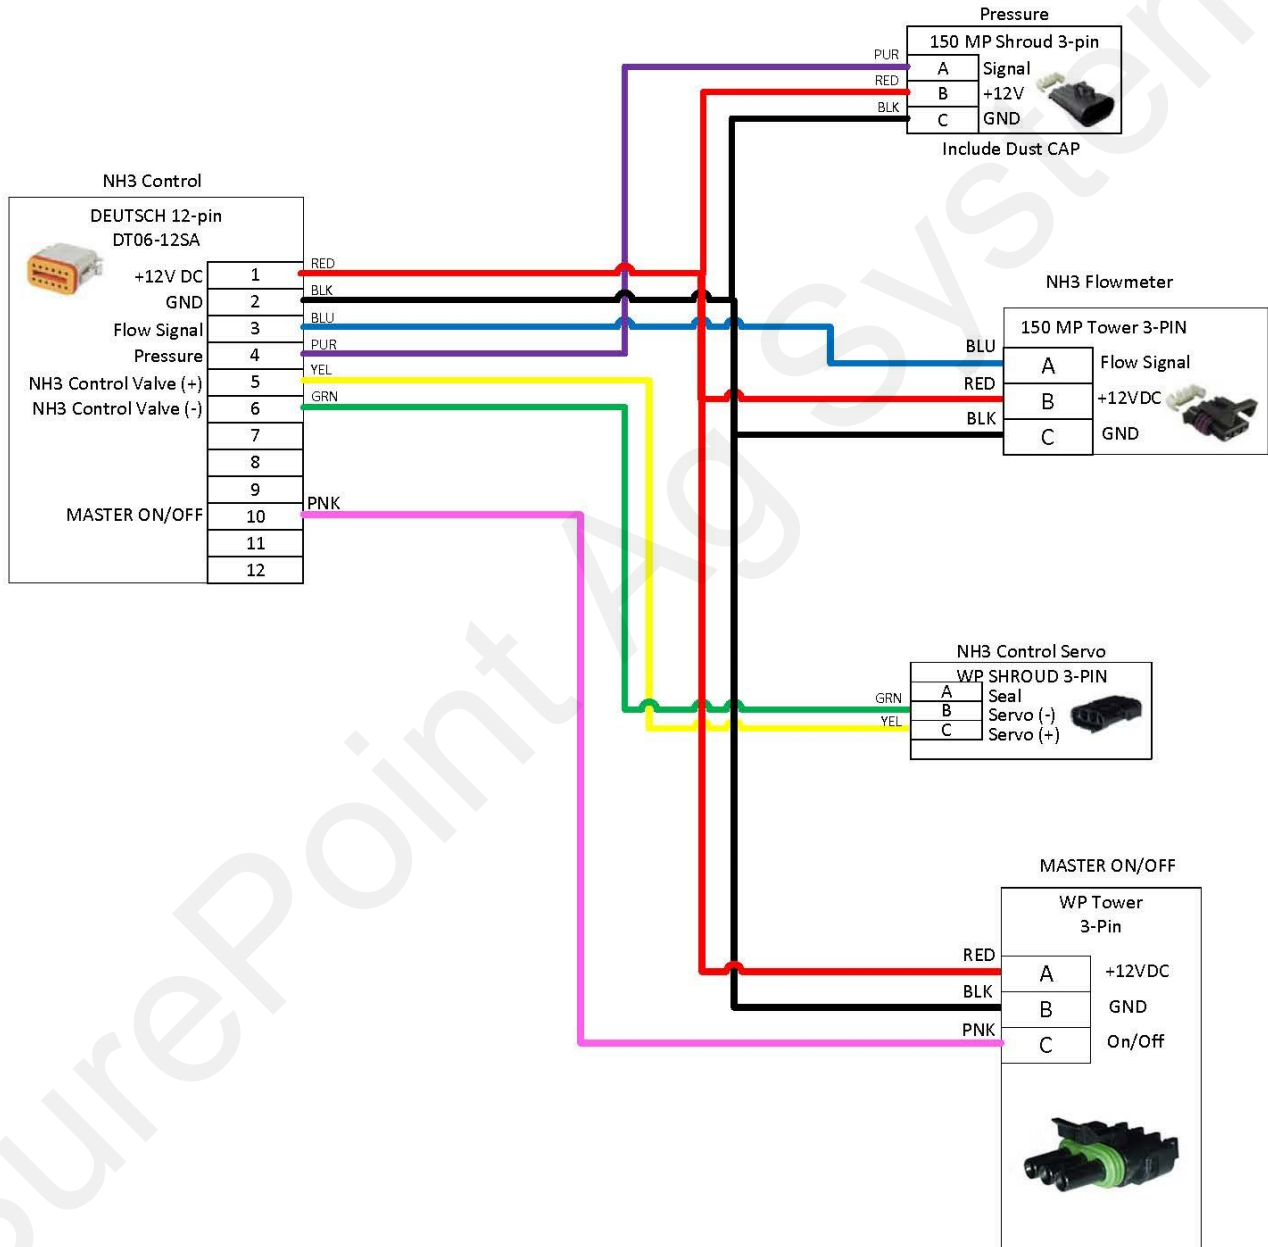 Pressure
150 MP Shroud 3-pin
PUR A Signal
RED B +12V
BLK C GND
Include Dust CAP
NH3 Control
DEUTSCH 12-pin
DT06-12SA
+12V DC 1 RED
GND 2 BLK
Flow Signal 3 BLU
Pressure 4 PUR
NH3 Control Valve (+) 5 YEL
NH3 Control Valve (-) 6 GRN
7
8
9
MASTER ON/OFF 10 PNK
11
12
NH3 Flowmeter
150 MP Tower 3-PIN
BLU A Flow Signal
RED B +12VDC
BLK C GND
NH3 Control Servo
WP SHROUD 3-PIN
A Seal
GRN B Servo (-)
YEL C Servo (+)
MASTER ON/OFF
WP Tower
3-Pin
RED A +12VDC
BLK B GND
PNK C On/Off
SurePoint Ag System